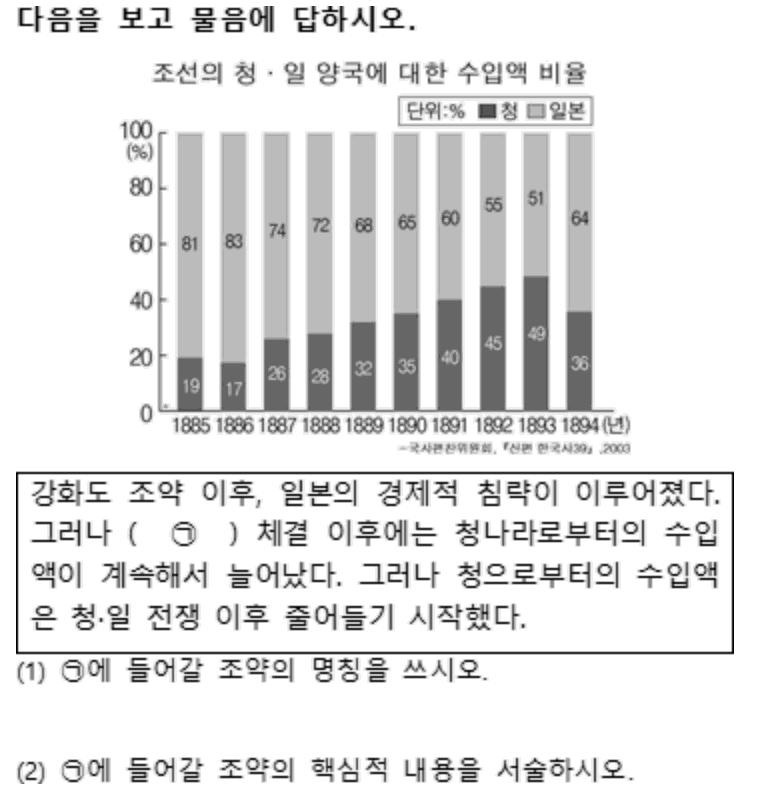 다음을 보고 물음에 답하시오.
조선의 청·일 양국에 대한 수입액 비율
단위:% 청 일본
100
(%)
80
60
40
20
0
81 83 74 72 68 65 60 55 51 64
19 17 26 28 32 35 40 45 49 36
1885 1886 1887 1888 1889 1890 1891 1892 1893 1894(년)
-국사편찬위원회, 『신편 한국사39』, 2003
강화도 조약 이후, 일본의 경제적 침략이 이루어졌다.
그러나 ( ㉠ ) 체결 이후에는 청나라로부터의 수입
액이 계속해서 늘어났다. 그러나 청으로부터의 수입액
은 청·일 전쟁 이후 줄어들기 시작했다.
(1) ㉠에 들어갈 조약의 명칭을 쓰시오.
(2) ㉠에 들어갈 조약의 핵심적 내용을 서술하시오.